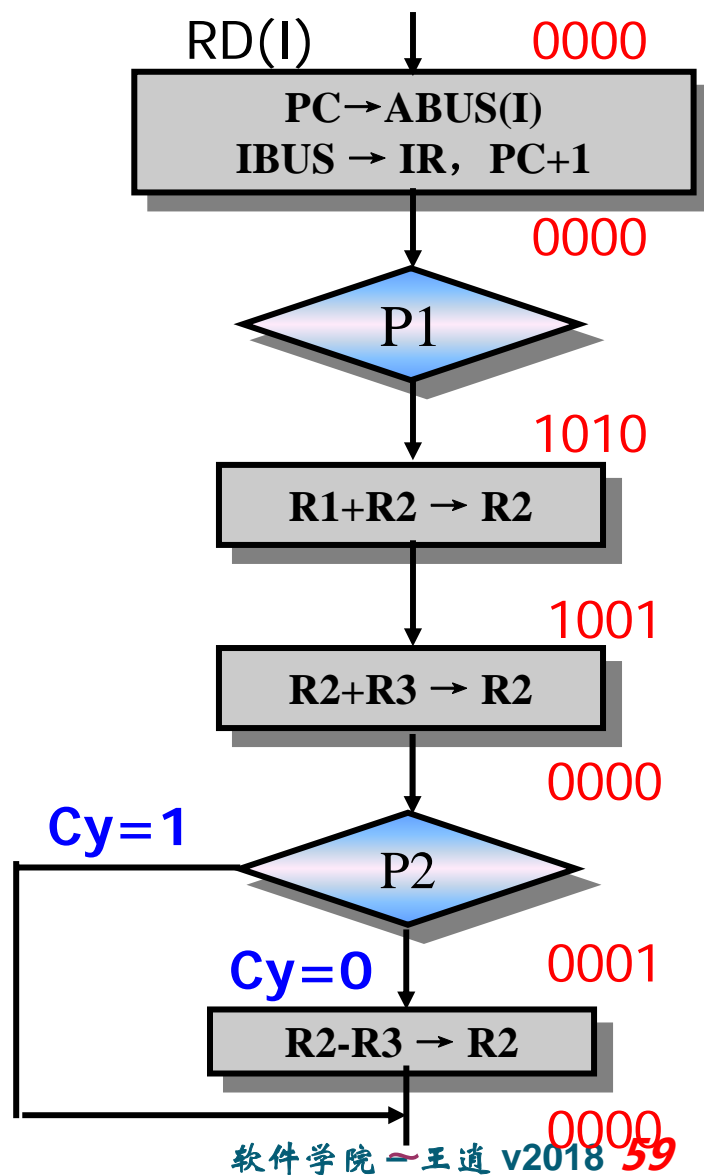 RD(I) 0000
PC→ABUS(I)
IBUS → IR，PC+1
0000
P1
1010
R1+R2 → R2
1001
R2+R3 → R2
0000
Cy=1
P2
Cy=0 0001
R2-R3 → R2
0000
软件学院 — 王道 v2018 59